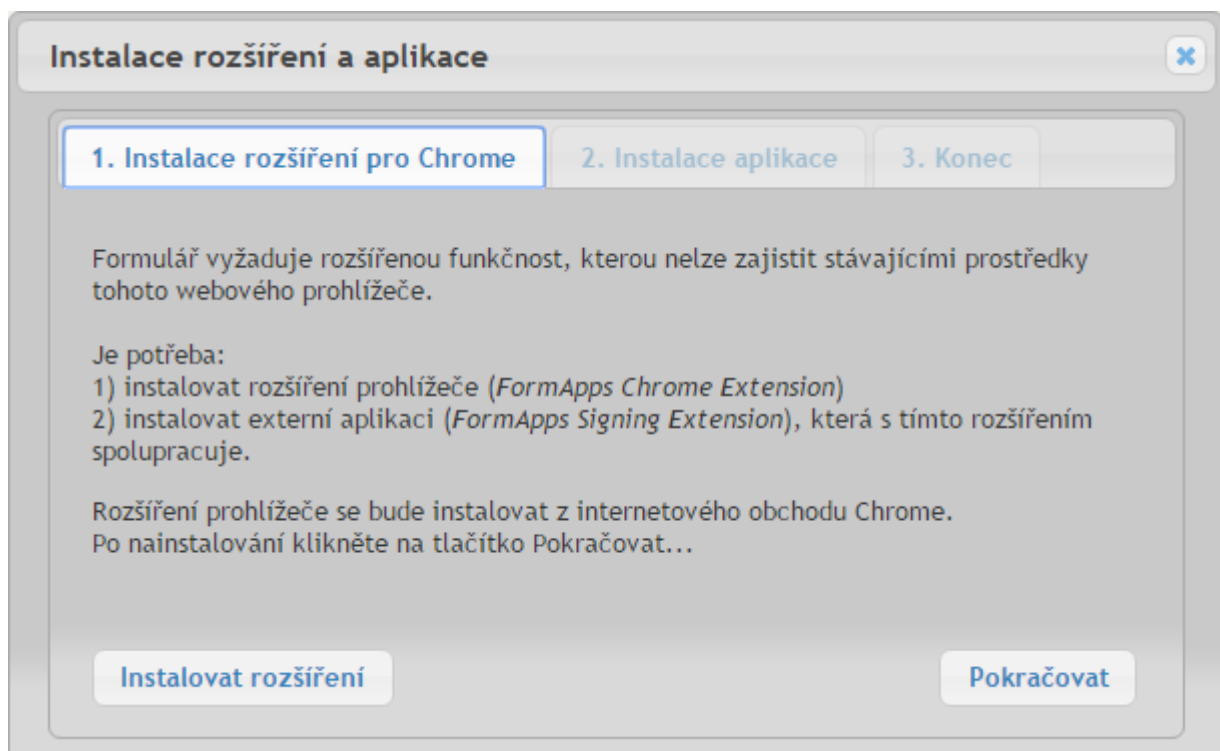 Instalace rozšíření a aplikace
1. Instalace rozšíření pro Chrome
2. Instalace aplikace
3. Konec
Formulář vyžaduje rozšířenou funkčnost, kterou nelze zajistit stávajícími prostředky
tohoto webového prohlížeče.
Je potřeba:
1) instalovat rozšíření prohlížeče (FormApps Chrome Extension)
2) instalovat externí aplikaci (FormApps Signing Extension), která s tímto rozšířením
spolupracuje.
Rozšíření prohlížeče se bude instalovat z internetového obchodu Chrome.
Po nainstalování klikněte na tlačítko Pokračovat...
Instalovat rozšíření
Pokračovat